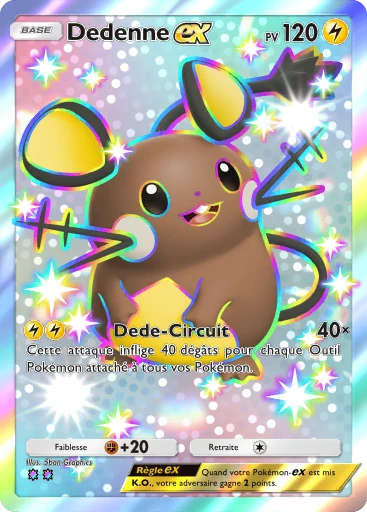 BASE Dedenne ex PV 120
Dede-Circuit 40×
Cette attaque inflige 40 dégâts pour chaque Outil
Pokémon attaché à tous vos Pokémon.
Faiblesse +20 Retraite
Illus. 5ban Graphics
Règle ex Quand votre Pokémon-ex est mis
K.O., votre adversaire gagne 2 points.